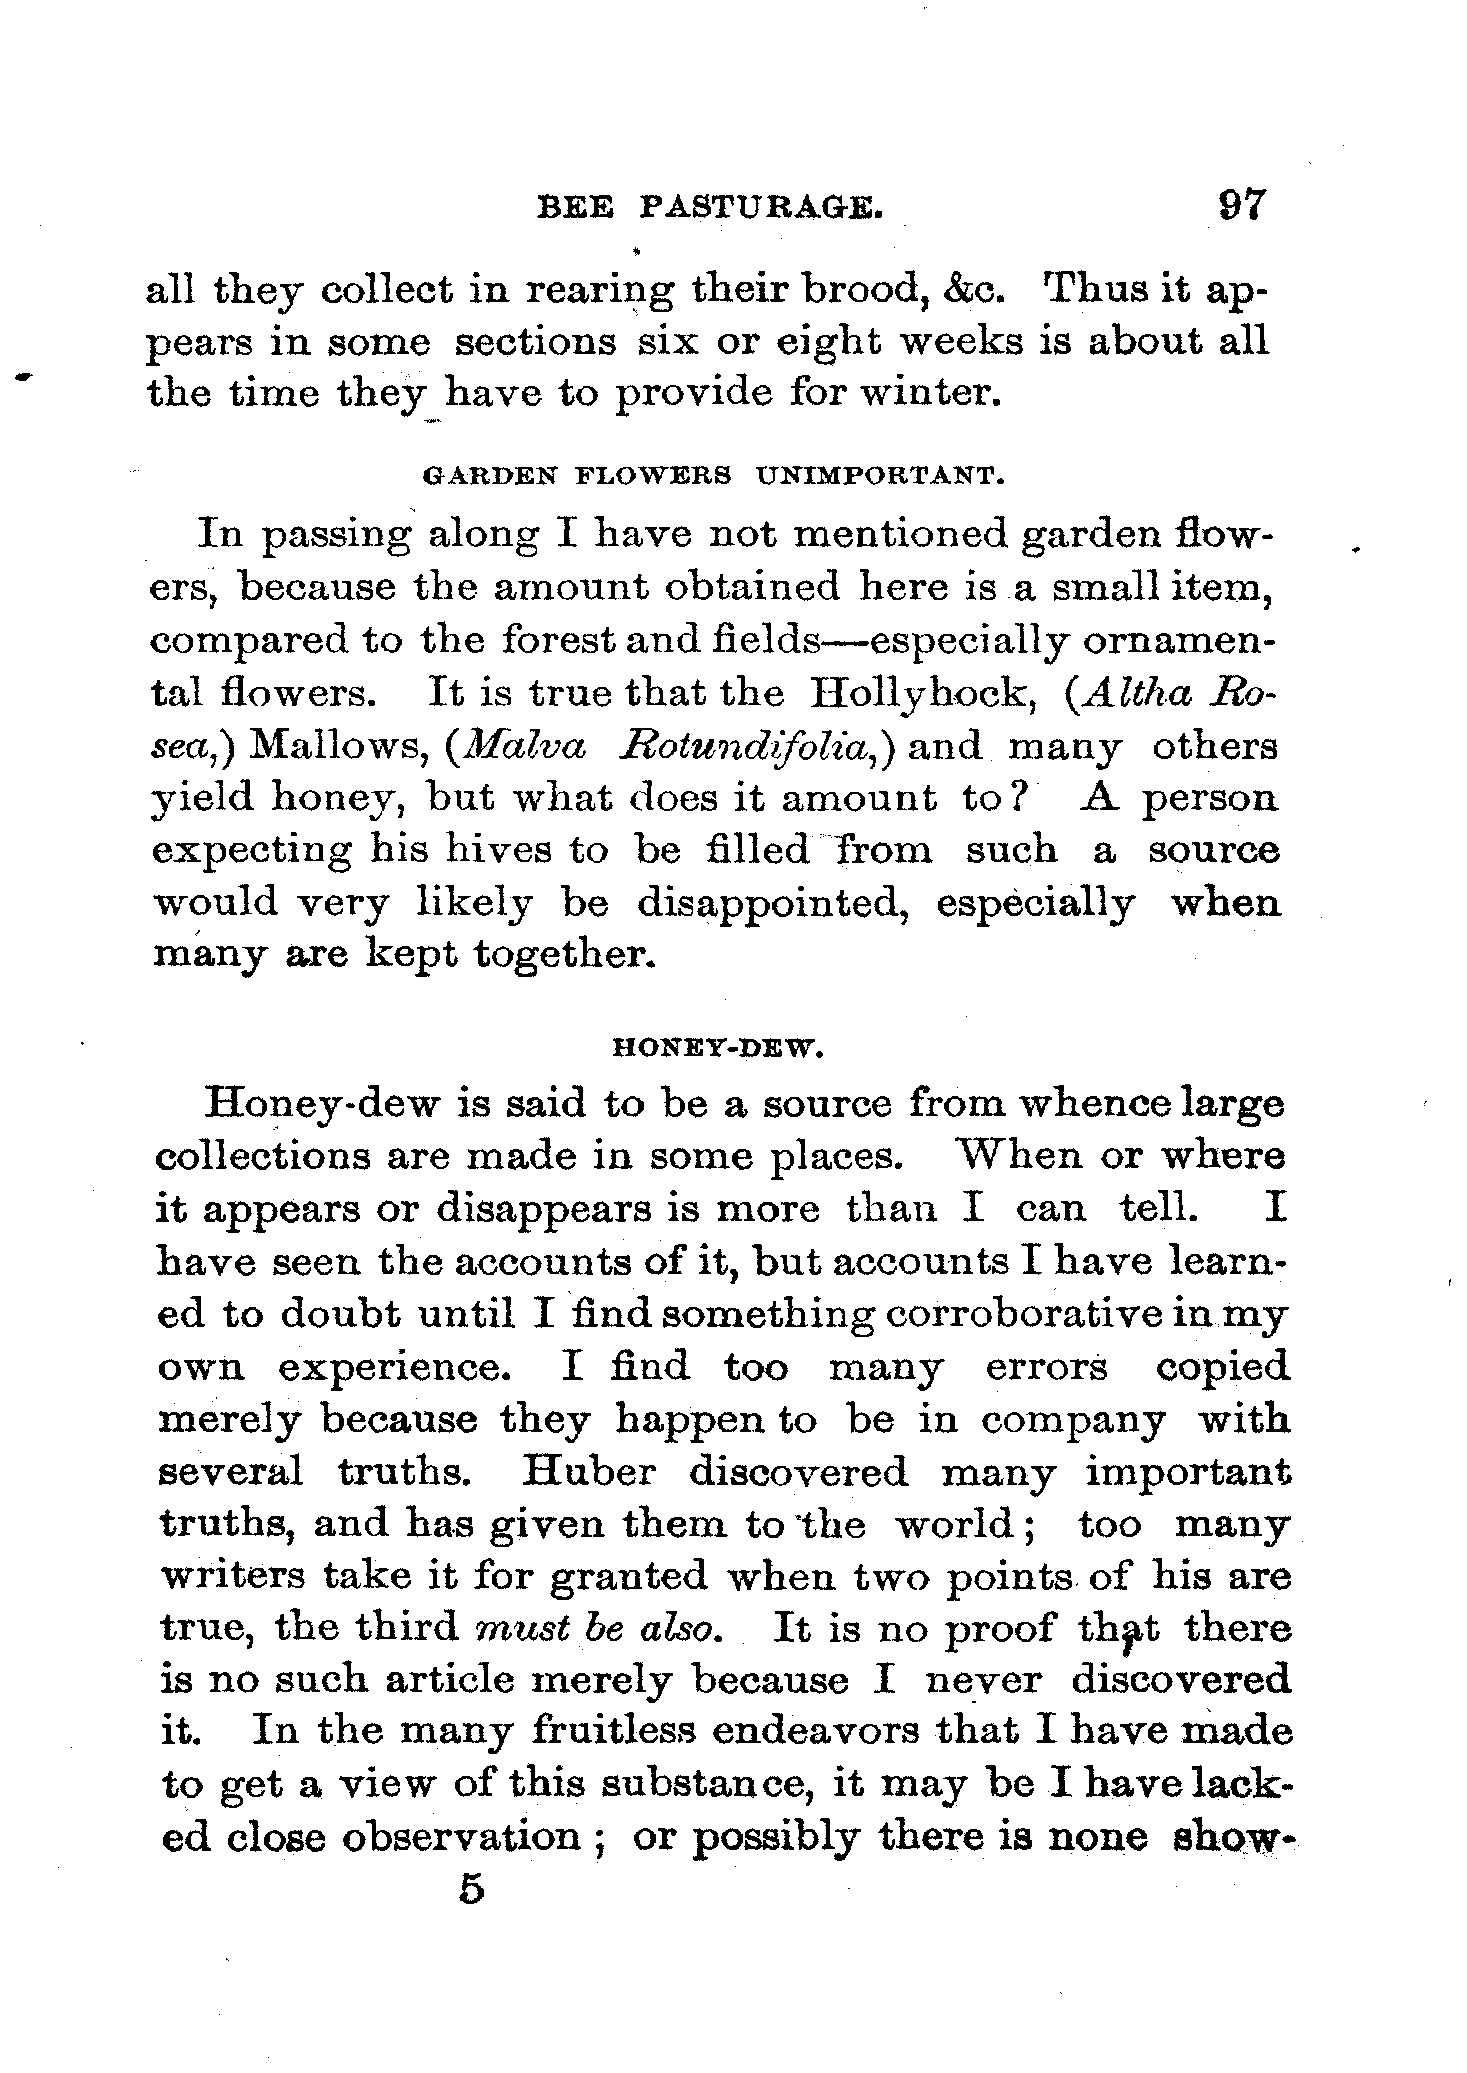 BEE PASTURAGE. 97
all they collect in rearing their brood, &c. Thus it ap-
pears in some sections six or eight weeks is about all
the time they have to provide for winter.
GARDEN FLOWERS UNIMPORTANT.
In passing along I have not mentioned garden flow-
ers, because the amount obtained here is a small item,
compared to the forest and fields—especially ornamen-
tal flowers. It is true that the Hollyhock, (Altha Ro-
sea,) Mallows, (Malva Rotundifolia,) and many others
yield honey, but what does it amount to? A person
expecting his hives to be filled from such a source
would very likely be disappointed, especially when
many are kept together.
HONEY-DEW.
Honey-dew is said to be a source from whence large
collections are made in some places. When or where
it appears or disappears is more than I can tell. I
have seen the accounts of it, but accounts I have learn-
ed to doubt until I find something corroborative in my
own experience. I find too many errors copied
merely because they happen to be in company with
several truths. Huber discovered many important
truths, and has given them to the world; too many
writers take it for granted when two points of his are
true, the third must be also. It is no proof that there
is no such article merely because I never discovered
it. In the many fruitless endeavors that I have made
to get a view of this substance, it may be I have lack-
ed close observation; or possibly there is none show-
5